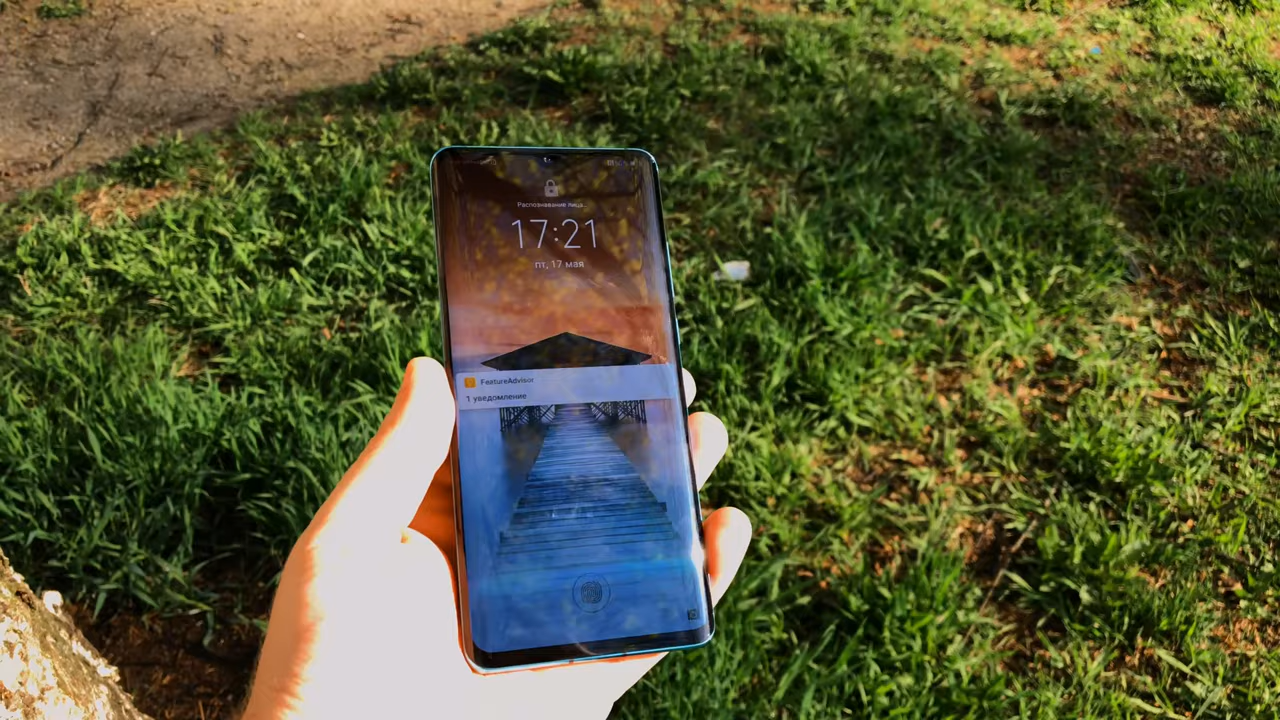 Распознавание лица...
17:21
пт, 17 мая
FeatureAdvisor
1 уведомление